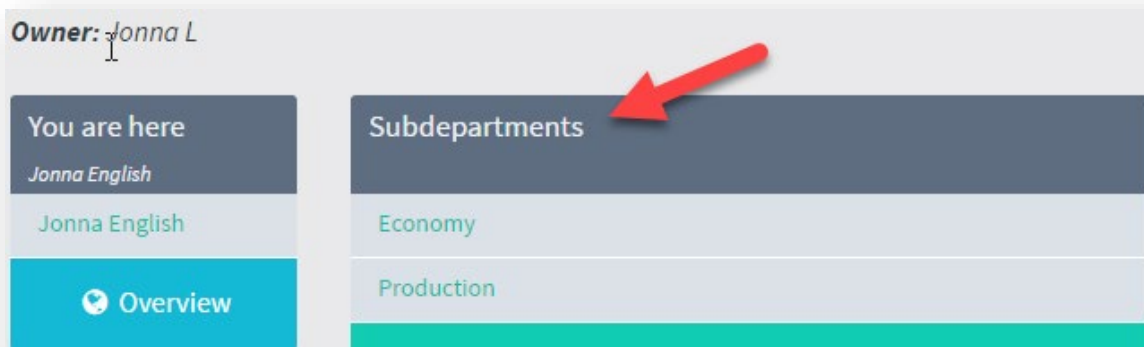 Owner: Jonna L
You are here
Jonna English
Jonna English
Overview
Subdepartments
Economy
Production